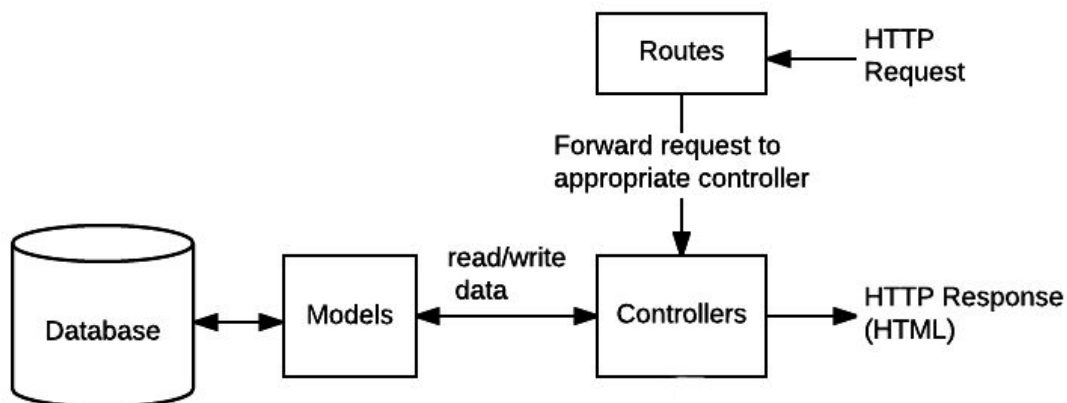 Routes
HTTP
Request
Forward request to
appropriate controller
read/write
data
Database
Models
Controllers
HTTP Response
(HTML)